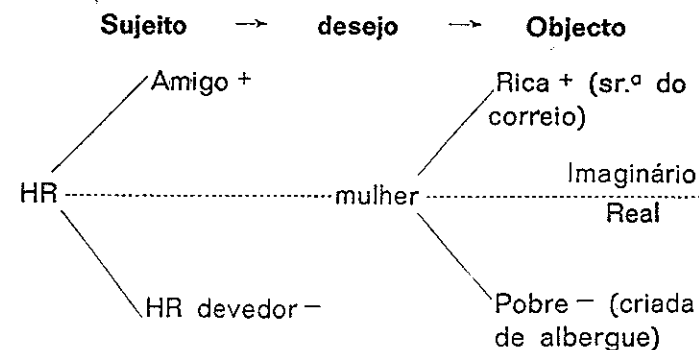 Sujeito → desejo → Objecto
Amigo + Rica + (sr.ª do
correio)
HR mulher Imaginário
Real
HR devedor − Pobre − (criada
de albergue)